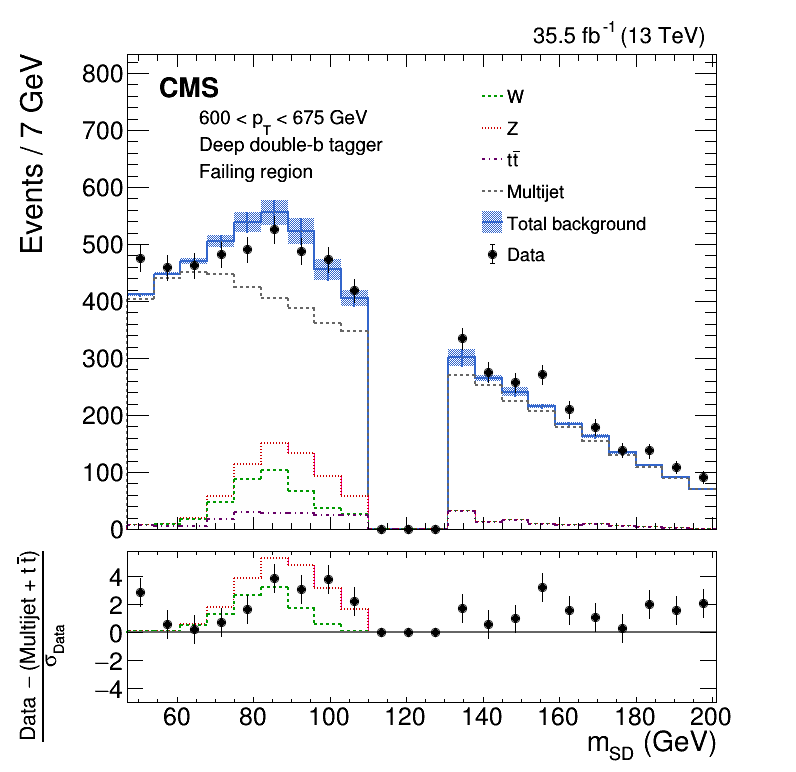 35.5 fb⁻¹ (13 TeV)
Events / 7 GeV
CMS
600 < p_T < 675 GeV
Deep double-b tagger
Failing region
W
Z
tt̄
Multijet
Total background
Data
800
700
600
500
400
300
200
100
0
Data − (Multijet + t t̄)
σ_Data
4
2
0
−2
−4
60 80 100 120 140 160 180 200
m_SD (GeV)